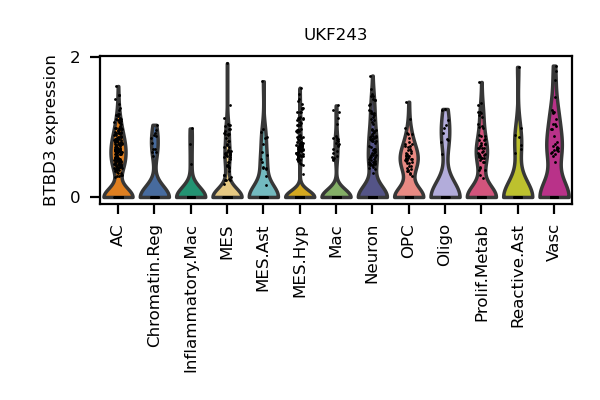 UKF243
BTBD3 expression
2
0
AC
Chromatin.Reg
Inflammatory.Mac
MES
MES.Ast
MES.Hyp
Mac
Neuron
OPC
Oligo
Prolif.Metab
Reactive.Ast
Vasc